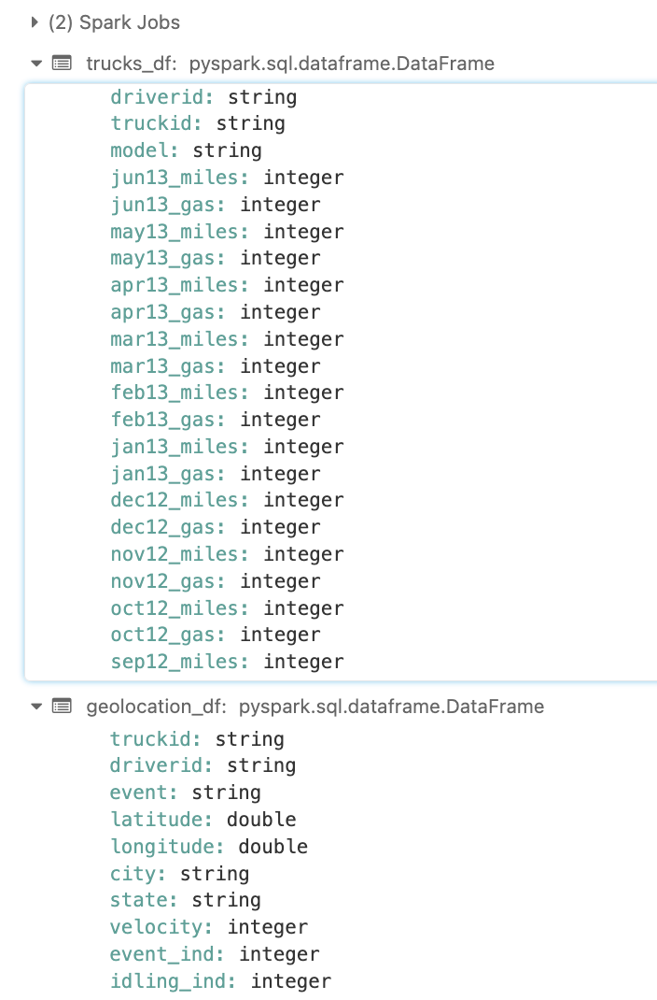 (2) Spark Jobs
trucks_df: pyspark.sql.dataframe.DataFrame
driverid: string
truckid: string
model: string
jun13_miles: integer
jun13_gas: integer
may13_miles: integer
may13_gas: integer
apr13_miles: integer
apr13_gas: integer
mar13_miles: integer
mar13_gas: integer
feb13_miles: integer
feb13_gas: integer
jan13_miles: integer
jan13_gas: integer
dec12_miles: integer
dec12_gas: integer
nov12_miles: integer
nov12_gas: integer
oct12_miles: integer
oct12_gas: integer
sep12_miles: integer
geolocation_df: pyspark.sql.dataframe.DataFrame
truckid: string
driverid: string
event: string
latitude: double
longitude: double
city: string
state: string
velocity: integer
event_ind: integer
idling_ind: integer